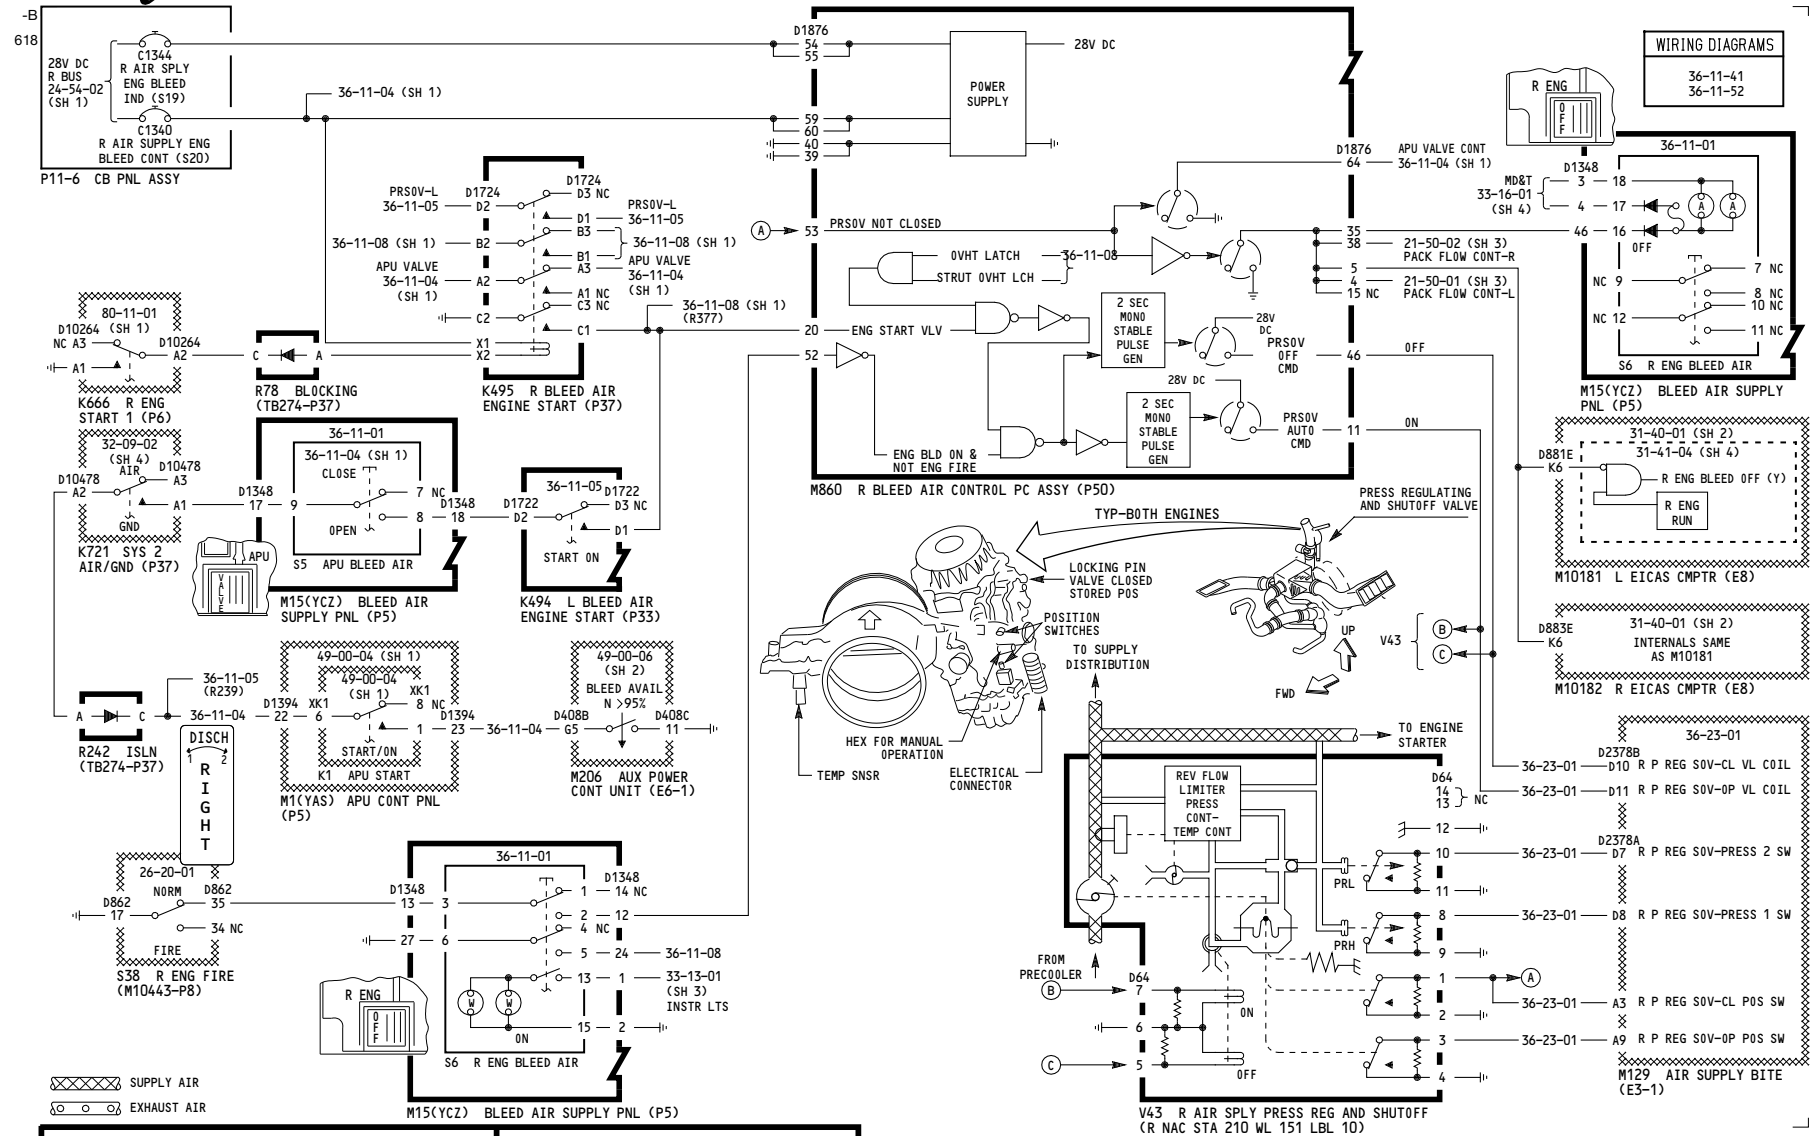 -B
618
28V DC
R BUS
24-54-02
(SH 1)
C1344
R AIR SPLY
ENG BLEED
IND (S19)
C1340
R AIR SUPPLY ENG
BLEED CONT (S20)
P11-6 CB PNL ASSY
36-11-04 (SH 1)
D1876
54
55
59
60
40
39
POWER
SUPPLY
28V DC
WIRING DIAGRAMS
36-11-41
36-11-52
PRSOV-L
36-11-05
D1724
D2
D1724
D3 NC
D1
PRSOV-L
36-11-05
36-11-08 (SH 1)
B2
B3
B1
36-11-08 (SH 1)
APU VALVE
36-11-04
(SH 1)
A2
A3
A1 NC
APU VALVE
36-11-04
(SH 1)
C2
C3 NC
C1
X1
X2
36-11-08 (SH 1)
(R377)
K495 R BLEED AIR
ENGINE START (P37)
A
53
PRSOV NOT CLOSED
OVHT LATCH
STRUT OVHT LCH
36-11-08
20
ENG START VLV
52
2 SEC
MONO
STABLE
PULSE
GEN
28V
DC
PRSOV
OFF
CMD
46
OFF
28V DC
2 SEC
MONO
STABLE
PULSE
GEN
PRSOV
AUTO
CMD
11
ON
ENG BLD ON &
NOT ENG FIRE
M860 R BLEED AIR CONTROL PC ASSY (P50)
D1876
64
APU VALVE CONT
36-11-04 (SH 1)
35
38
21-50-02 (SH 3)
PACK FLOW CONT-R
5
4
15 NC
21-50-01 (SH 3)
PACK FLOW CONT-L
R ENG
OFF
36-11-01
D1348
MD&T
33-16-01
(SH 4)
3
18
4
17
46
16
OFF
A
A
NC 9
7 NC
8 NC
10 NC
NC 12
11 NC
S6 R ENG BLEED AIR
M15(YCZ) BLEED AIR SUPPLY
PNL (P5)
80-11-01
(SH 1)
D10264
NC A3
D10264
A2
A1
K666 R ENG
START 1 (P6)
C
A
R78 BLOCKING
(TB274-P37)
32-09-02
(SH 4)
AIR
D10478
A2
D10478
A3
A1
GND
K721 SYS 2
AIR/GND (P37)
36-11-01
36-11-04 (SH 1)
CLOSE
D1348
17
9
7 NC
D1348
8
18
OPEN
S5 APU BLEED AIR
APU
VALVE
M15(YCZ) BLEED AIR
SUPPLY PNL (P5)
36-11-05
D1722
D2
D1722
D3 NC
D1
START ON
K494 L BLEED AIR
ENGINE START (P33)
31-40-01 (SH 2)
31-41-04 (SH 4)
D881E
K6
R ENG BLEED OFF (Y)
R ENG
RUN
M10181 L EICAS CMPTR (E8)
31-40-01 (SH 2)
INTERNALS SAME
AS M10181
D883E
K6
M10182 R EICAS CMPTR (E8)
TYP-BOTH ENGINES
PRESS REGULATING
AND SHUTOFF VALVE
LOCKING PIN
VALVE CLOSED
STORED POS
POSITION
SWITCHES
TO SUPPLY
DISTRIBUTION
HEX FOR MANUAL
OPERATION
TEMP SNSR
ELECTRICAL
CONNECTOR
UP
FWD
V43
B
C
A
C
R242 ISLN
(TB274-P37)
36-11-05
(R239)
36-11-04
49-00-04 (SH 1)
49-00-04
(SH 1)
D1394
22
XK1
6
XK1
8 NC
1
D1394
23
START/ON
K1 APU START
M1(YAS) APU CONT PNL
(P5)
36-11-04
49-00-06
(SH 2)
BLEED AVAIL
N >95%
D408B
G5
D408C
11
M206 AUX POWER
CONT UNIT (E6-1)
DISCH
1 2
RIGHT
26-20-01
NORM
D862
17
D862
35
34 NC
FIRE
S38 R ENG FIRE
(M10443-P8)
36-11-01
D1348
13
3
27
6
D1348
1
14 NC
2
12
4 NC
5
24
36-11-08
13
1
33-13-01
(SH 3)
INSTR LTS
W
W
15
2
ON
S6 R ENG BLEED AIR
R ENG
OFF
M15(YCZ) BLEED AIR SUPPLY PNL (P5)
TO ENGINE
STARTER
REV FLOW
LIMITER
PRESS
CONT-
TEMP CONT
D64
14
13
NC
12
10
11
PRL
8
9
PRH
1
2
A
3
4
FROM
PRECOOLER
B
D64
7
6
C
5
ON
OFF
V43 R AIR SPLY PRESS REG AND SHUTOFF
(R NAC STA 210 WL 151 LBL 10)
36-23-01
D2378B
36-23-01 D10 R P REG SOV-CL VL COIL
36-23-01 D11 R P REG SOV-OP VL COIL
D2378A
36-23-01 D7 R P REG SOV-PRESS 2 SW
36-23-01 D8 R P REG SOV-PRESS 1 SW
36-23-01 A3 R P REG SOV-CL POS SW
36-23-01 A9 R P REG SOV-OP POS SW
M129 AIR SUPPLY BITE
(E3-1)
SUPPLY AIR
EXHAUST AIR